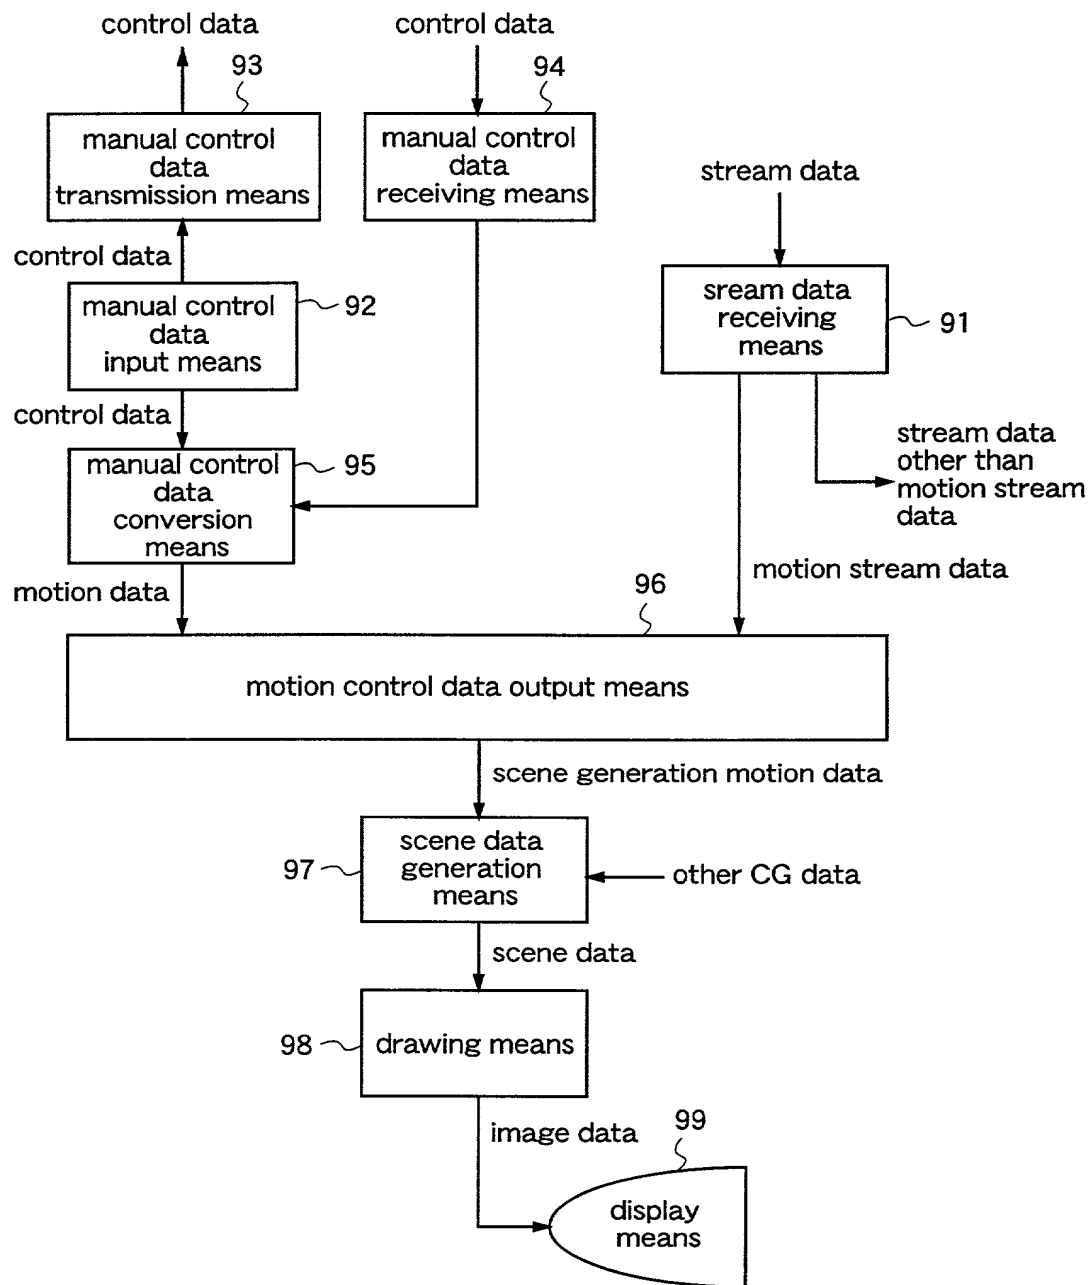 control data
control data
93
94
manual control
data
transmission means
manual control
data
receiving means
stream data
control data
manual control
data
input means
92
sream data
receiving
means
91
control data
manual control
data
conversion
means
95
stream data
other than
motion stream
data
motion data
motion stream data
96
motion control data output means
scene generation motion data
scene data
generation
means
97
other CG data
scene data
drawing means
98
image data
99
display
means